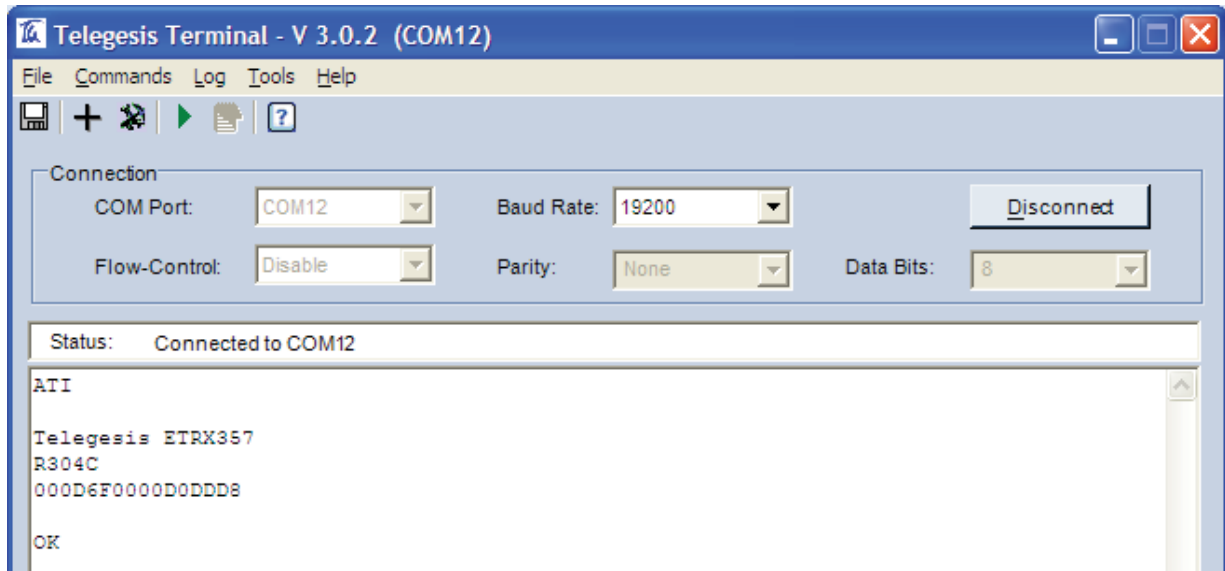 Telegesis Terminal - V 3.0.2 (COM12)
File Commands Log Tools Help
Connection
COM Port: COM12 Baud Rate: 19200 Disconnect
Flow-Control: Disable Parity: None Data Bits: 8
Status: Connected to COM12
ATI
Telegesis ETRX357
R304C
000D6F0000D0DDD8
OK